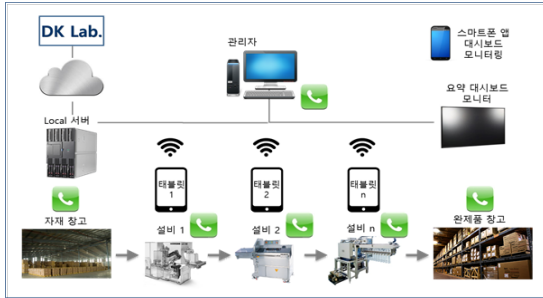 DK Lab.
관리자
스마트폰 앱
대시보드
모니터링
요약 대시보드
모니터
Local 서버
태블릿
1
태블릿
2
태블릿
n
자재 창고
설비 1
설비 2
설비 n
완제품 창고